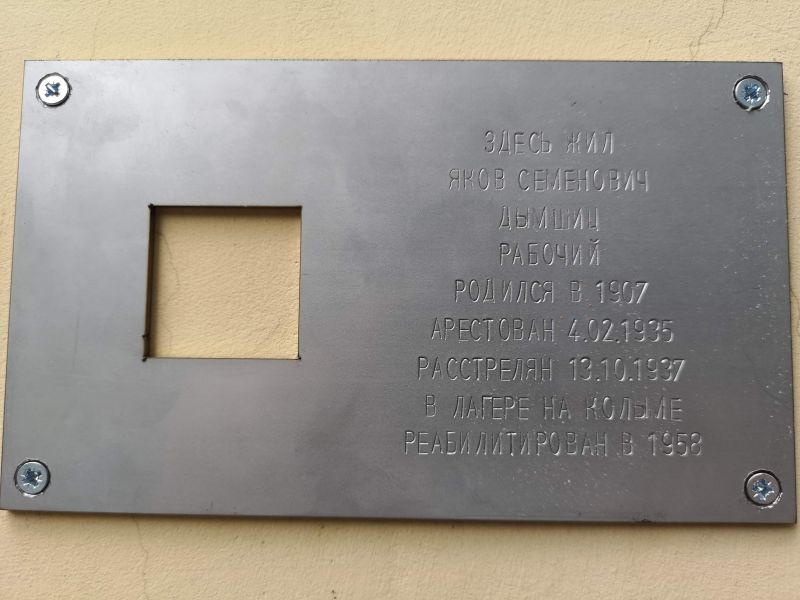 ЗДЕСЬ ЖИЛ
ЯКОВ СЕМЕНОВИЧ
ДЫМШИЦ
РАБОЧИЙ
РОДИЛСЯ В 1907
АРЕСТОВАН 4.02.1935
РАССТРЕЛЯН 13.10.1937
В ЛАГЕРЕ НА КОЛЫМЕ
РЕАБИЛИТИРОВАН В 1958